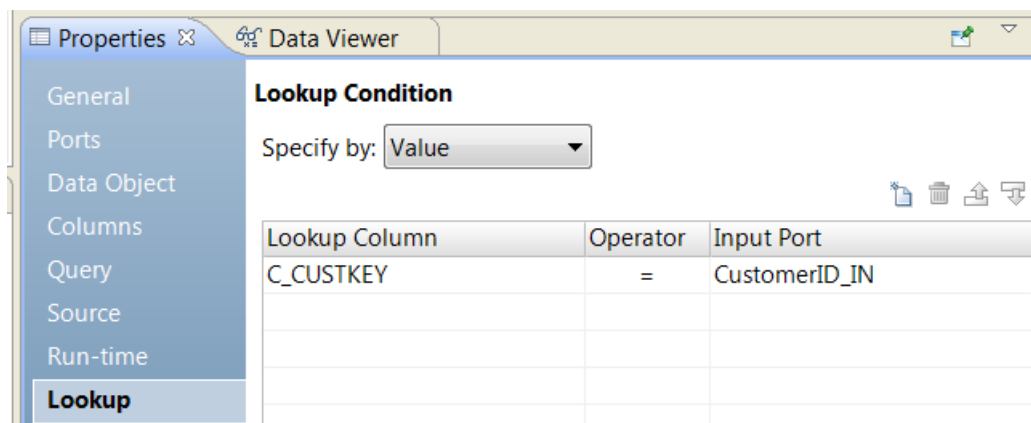 Properties Data Viewer
General
Ports
Data Object
Columns
Query
Source
Run-time
Lookup
Lookup Condition
Specify by: Value
Lookup Column Operator Input Port
C_CUSTKEY = CustomerID_IN